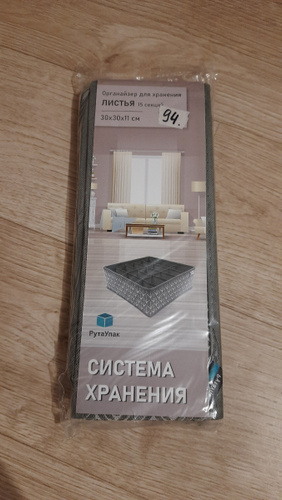 Органайзер для хранения
ЛИСТЬЯ
30х30х11 см
94.
РутаУпак
СИСТЕМА
ХРАНЕНИЯ